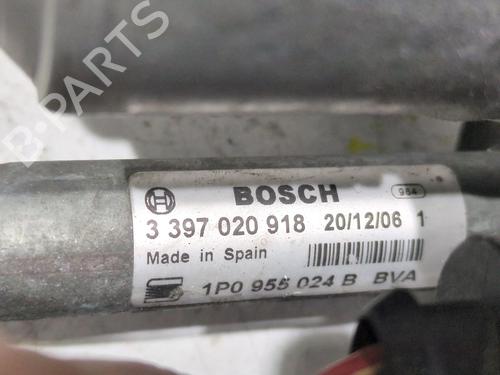 B-PARTS
BOSCH 984
3 397 020 918 20/12/06 1
Made in Spain
1P0 955 024 B BVA